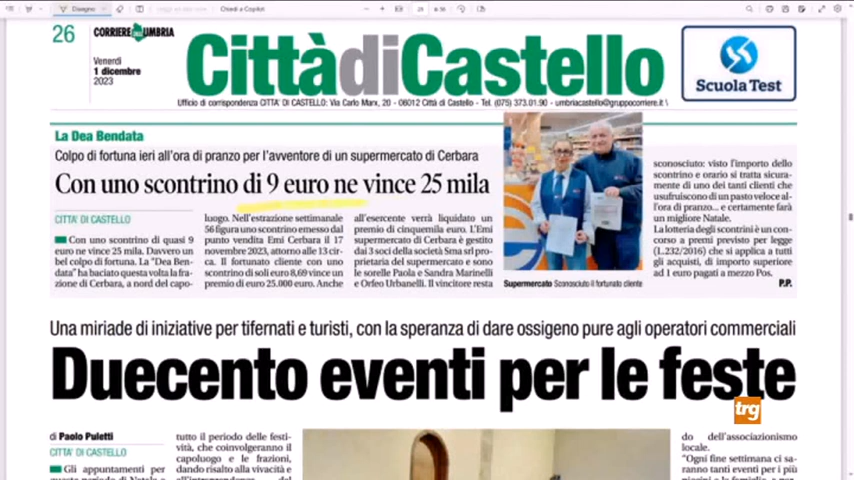 Disegno
Chiedi a Copilot
26
CORRIERE DELL'UMBRIA
Venerdì
1 dicembre
2023
CittàdiCastello
Ufficio di corrispondenza CITTA' DI CASTELLO: Via Carlo Marx, 20 - 06012 Città di Castello - Tel. (075) 373.01.90 - umbriacastello@gruppocorriere.it \
Scuola Test
La Dea Bendata
Colpo di fortuna ieri all'ora di pranzo per l'avventore di un supermercato di Cerbara
Con uno scontrino di 9 euro ne vince 25 mila
CITTA' DI CASTELLO
Con uno scontrino di quasi 9
euro ne vince 25 mila. Davvero un
bel colpo di fortuna. La "Dea Ben-
data" ha baciato questa volta la fra-
zione di Cerbara, a nord del capo-
luogo. Nell'estrazione settimanale
56 figura uno scontrino emesso dal
punto vendita Emi Cerbara il 17
novembre 2023, attorno alle 13 cir-
ca. Il fortunato cliente con uno
scontrino di soli euro 8,69 vince un
premio di euro 25.000 euro. Anche
all'esercente verrà liquidato un
premio di cinquemila euro. L'Emi
supermercato di Cerbara è gestito
dai 3 soci della società Sma srl pro-
prietaria del supermercato e sono
le sorelle Paola e Sandra Marinelli
e Orfeo Urbanelli. Il vincitore resta
Supermercato Sconosciuto il fortunato cliente
sconosciuto: visto l'importo dello
scontrino e orario si tratta sicura-
mente di uno dei tanti clienti che
usufruiscono di un pasto veloce al-
l'ora di pranzo... e certamente farà
un migliore Natale.
La lotteria degli scontrini è un con-
corso a premi previsto per legge
(L.232/2016) che si applica a tutti
gli acquisti, di importo superiore
ad 1 euro pagati a mezzo Pos.
P.P.
Una miriade di iniziative per tifernati e turisti, con la speranza di dare ossigeno pure agli operatori commerciali
Duecento eventi per le feste
trg
di Paolo Puletti
CITTA' DI CASTELLO
Gli appuntamenti per
tutto il periodo delle festi-
vità, che coinvolgeranno il
capoluogo e le frazioni,
dando risalto alla vivacità e
do dell'associazionismo
locale.
"Ogni fine settimana ci sa-
ranno tanti eventi per i più